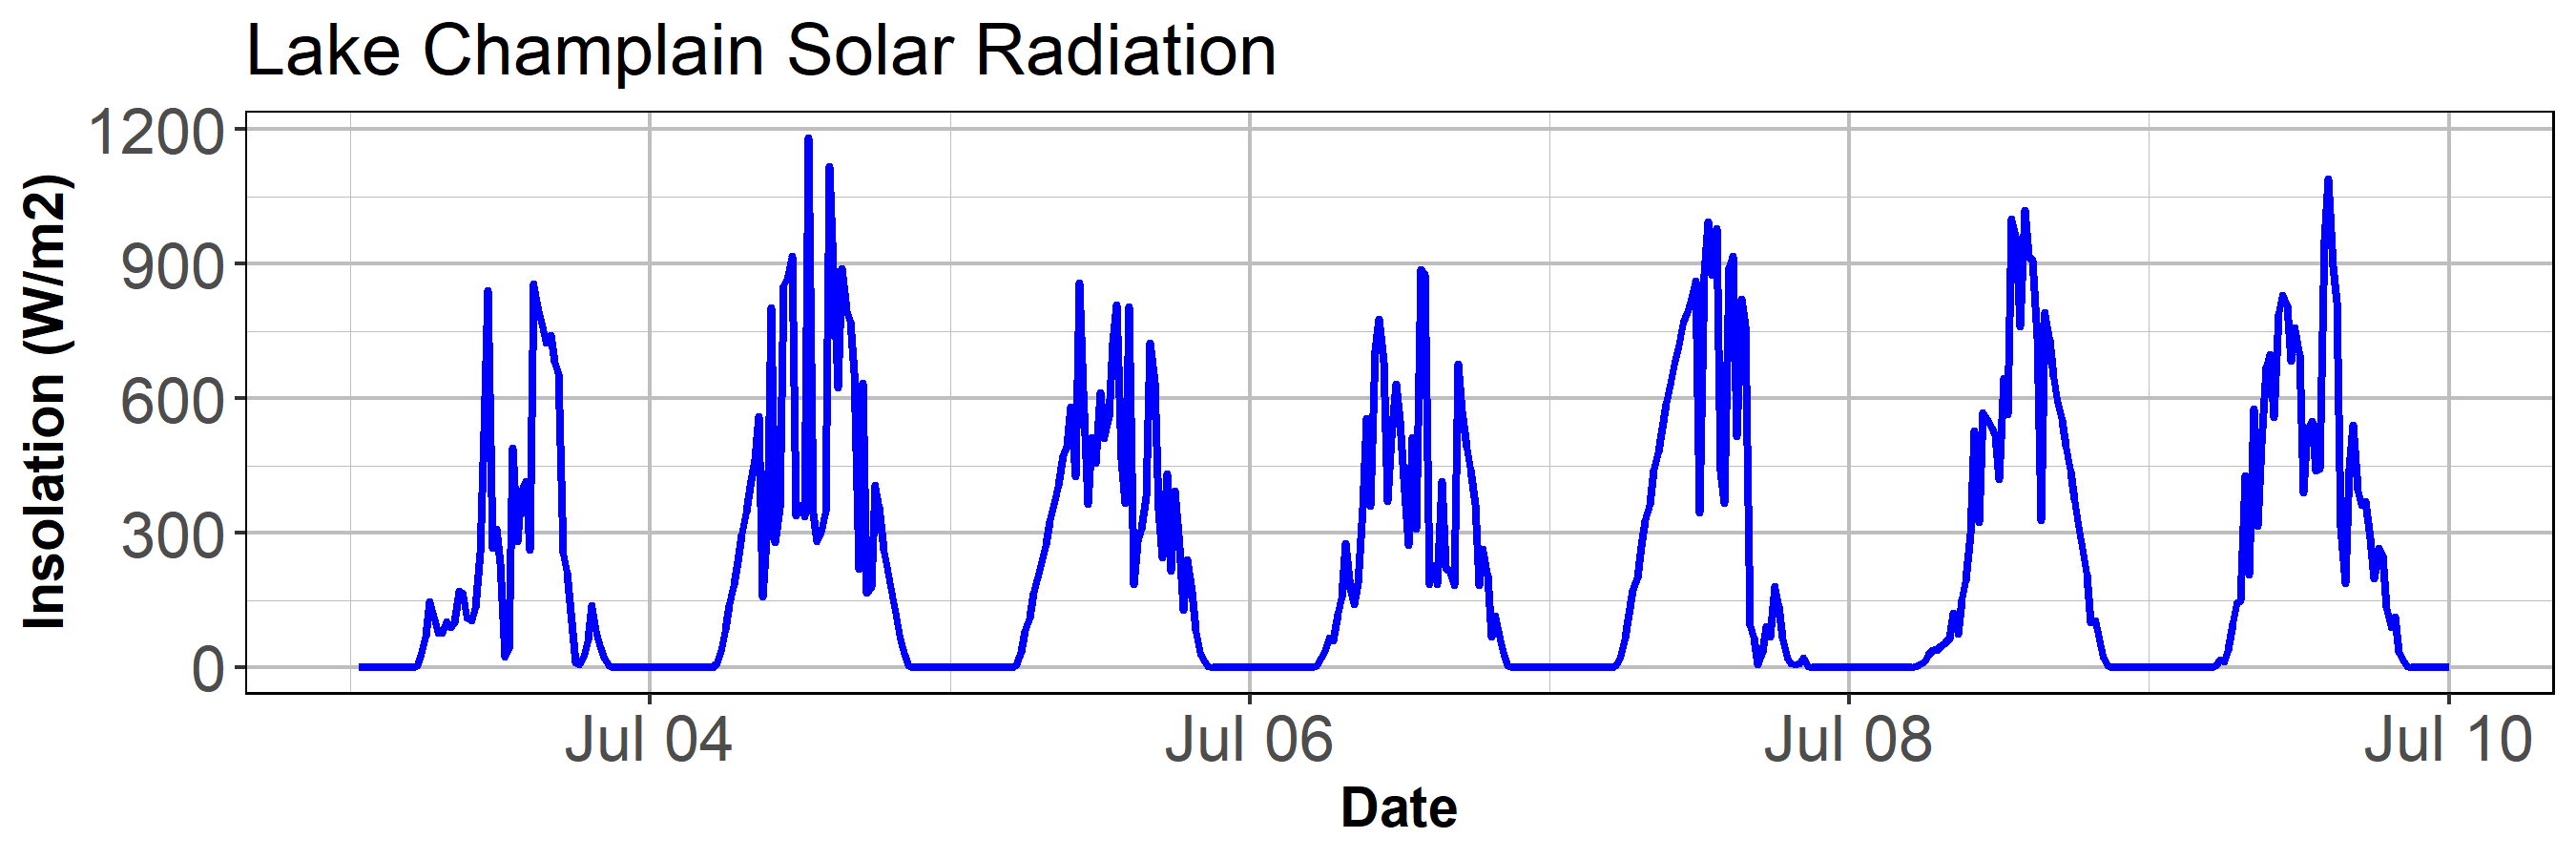 Lake Champlain Solar Radiation
Insolation (W/m2)
1200
900
600
300
0
Jul 04
Jul 06
Jul 08
Jul 10
Date